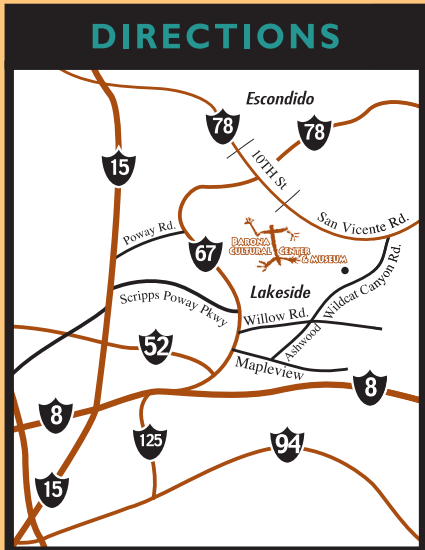 DIRECTIONS
Escondido
78
78
15
10TH St
San Vicente Rd.
Poway Rd.
BARONA
CULTURAL CENTER
& MUSEUM
67
Wildcat Canyon Rd.
Lakeside
Scripps Poway Pkwy
Willow Rd.
Ashwood
52
Mapleview
8
8
125
94
15